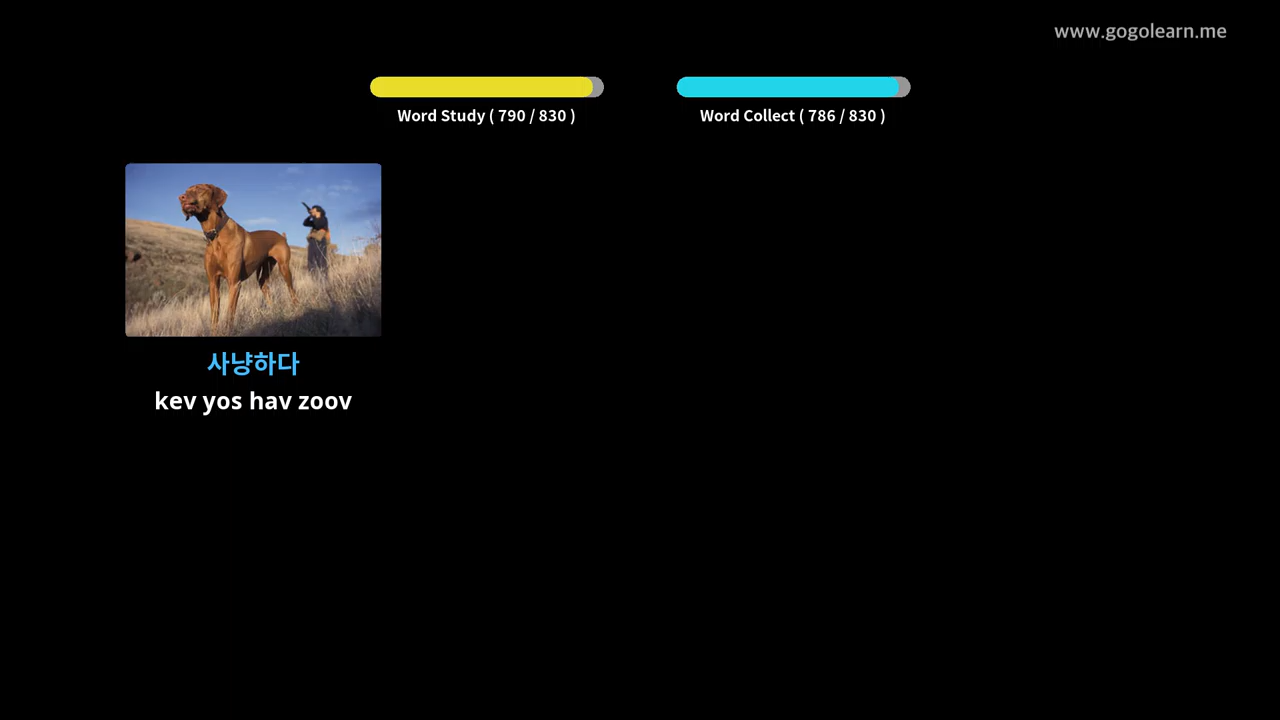 www.gogolearn.me
Word Study ( 790 / 830 )
Word Collect ( 786 / 830 )
사냥하다
kev yos hav zoov